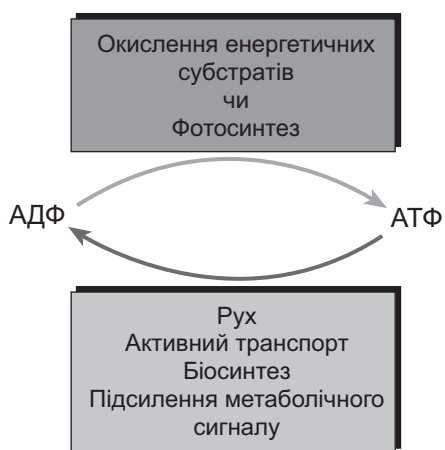 Окислення енергетичних
субстратів
чи
Фотосинтез
АДФ
АТФ
Рух
Активний транспорт
Біосинтез
Підсилення метаболічного
сигналу